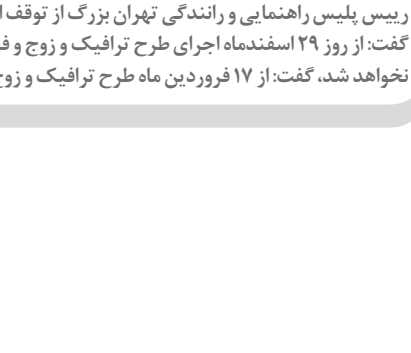 رییس پلیس راهنمایی و رانندگی تهران بزرگ از توقف
گفت: از روز ۲۹ اسفندماه اجرای طرح ترافیک و زوج و
نخواهد شد، گفت: از ۱۷ فروردین ماه طرح ترافیک و زوج